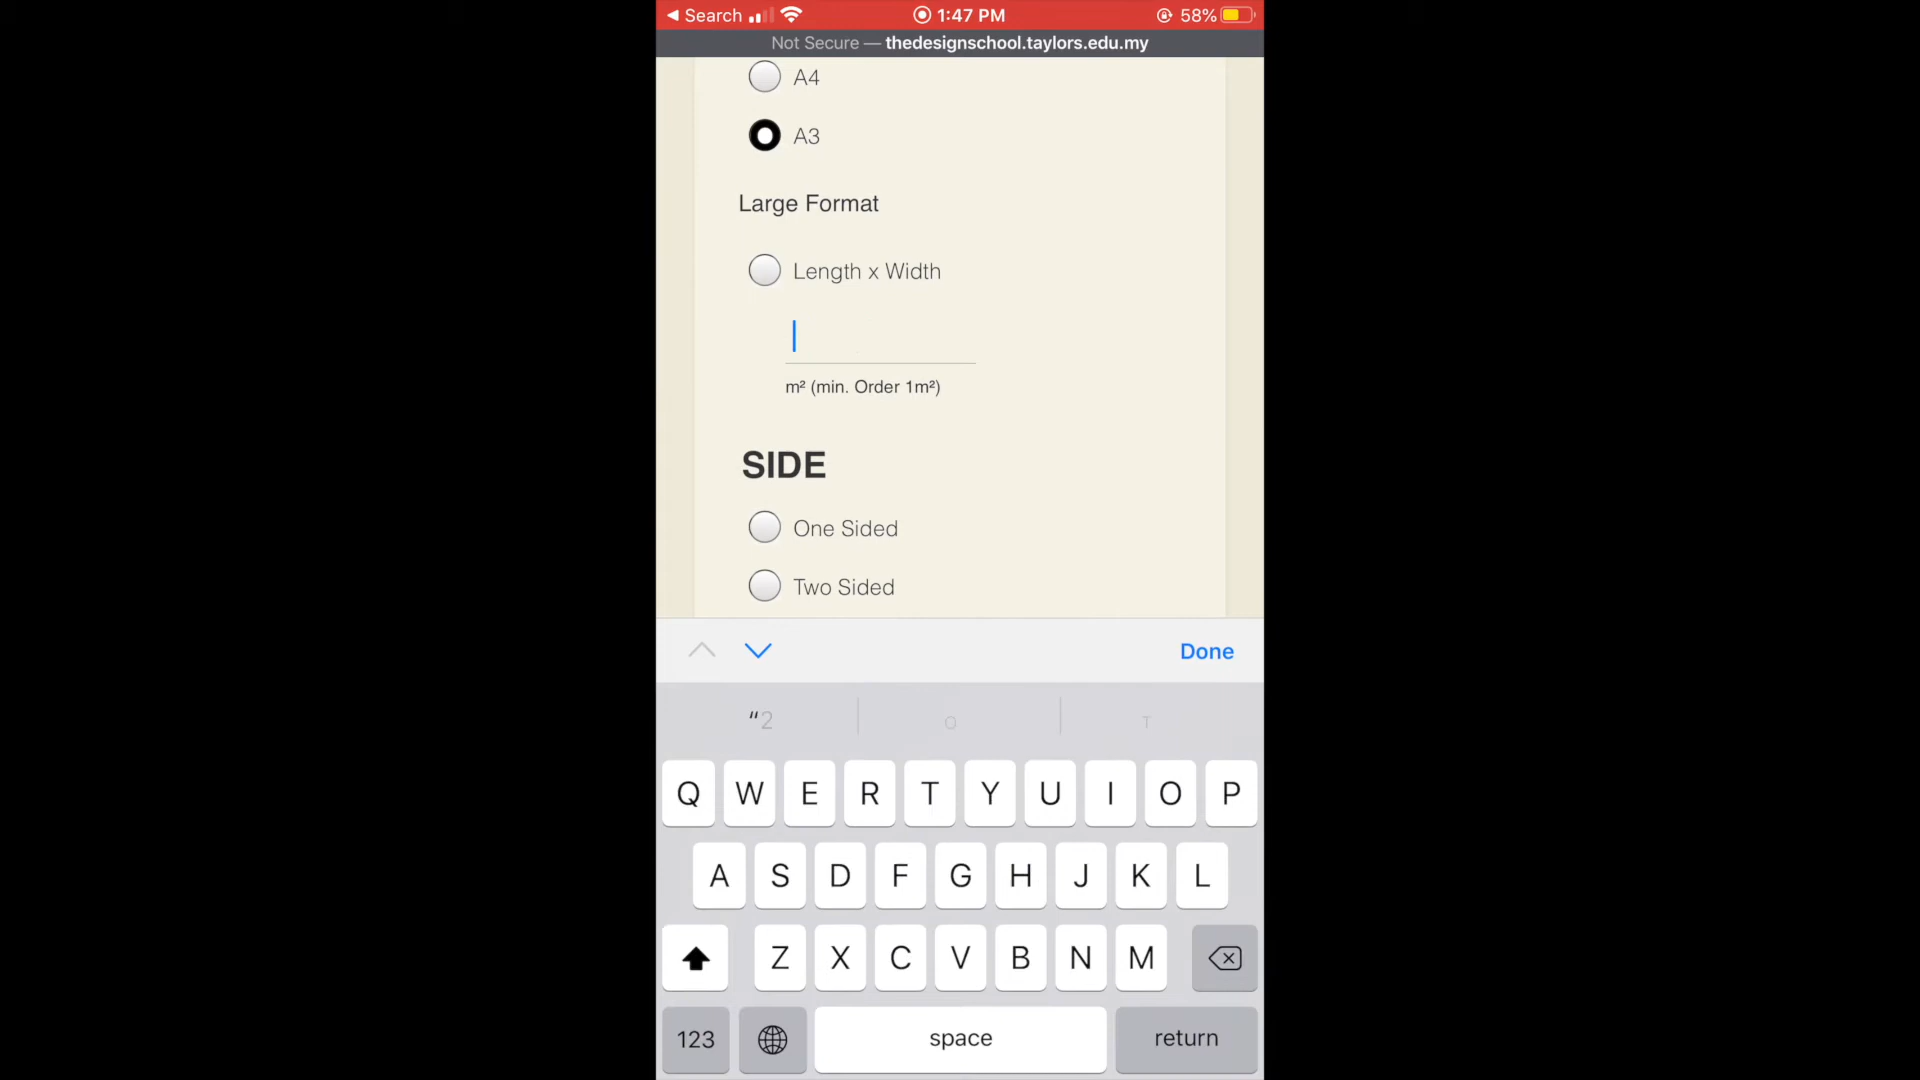 Search 1:47 PM 58%
Not Secure — thedesignschool.taylors.edu.my
A4
A3
Large Format
Length x Width
m² (min. Order 1m²)
SIDE
One Sided
Two Sided
Done
“2 O T
Q W E R T Y U I O P
A S D F G H J K L
Z X C V B N M
123 space return